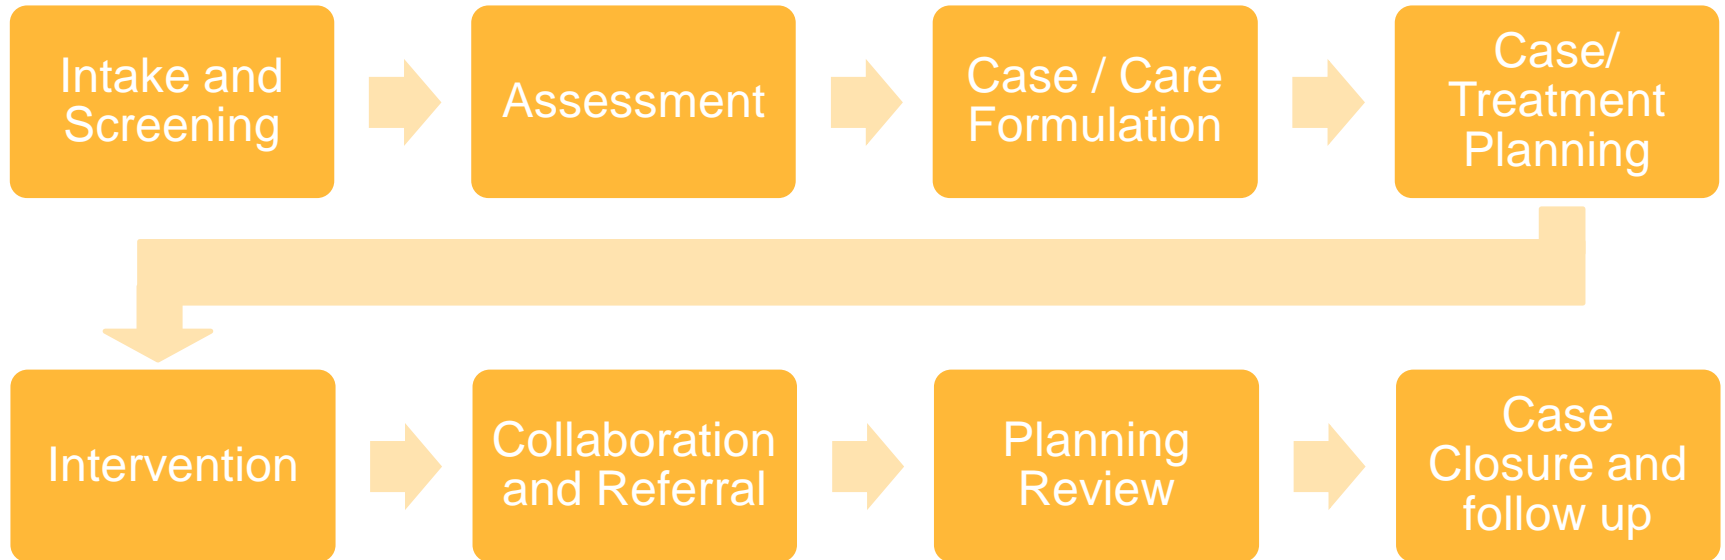 Intake and
Screening
Assessment
Case / Care
Formulation
Case/
Treatment
Planning
Intervention
Collaboration
and Referral
Planning
Review
Case
Closure and
follow up